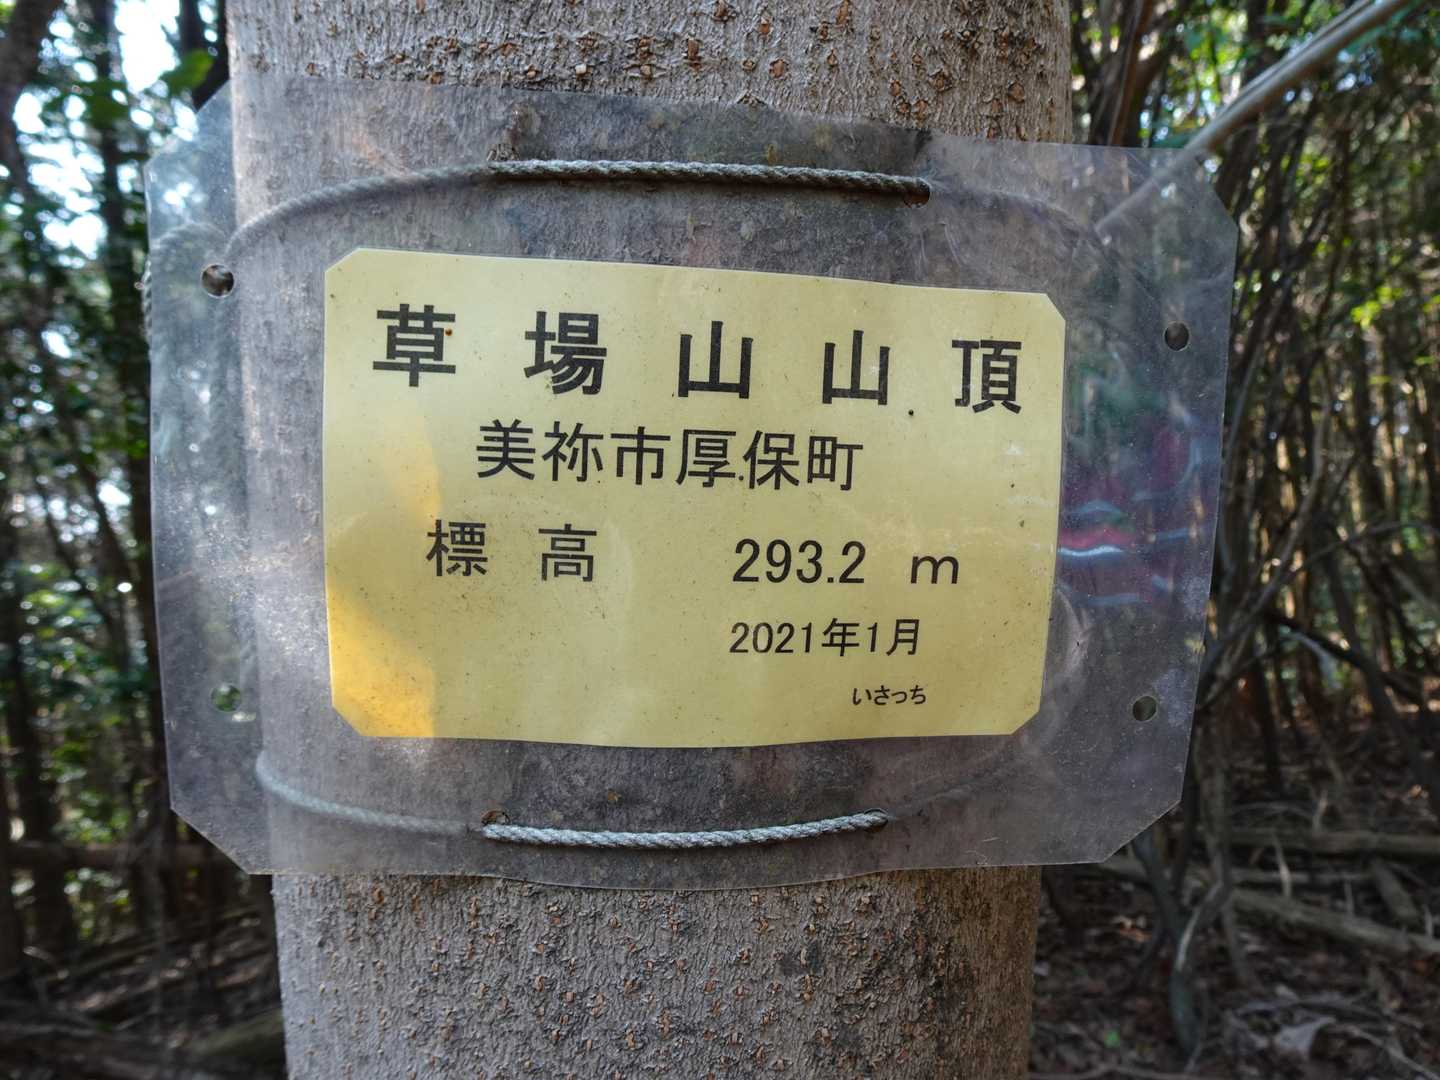 草場山山頂
美祢市厚保町
標高 293.2 m
2021年1月
いさっち